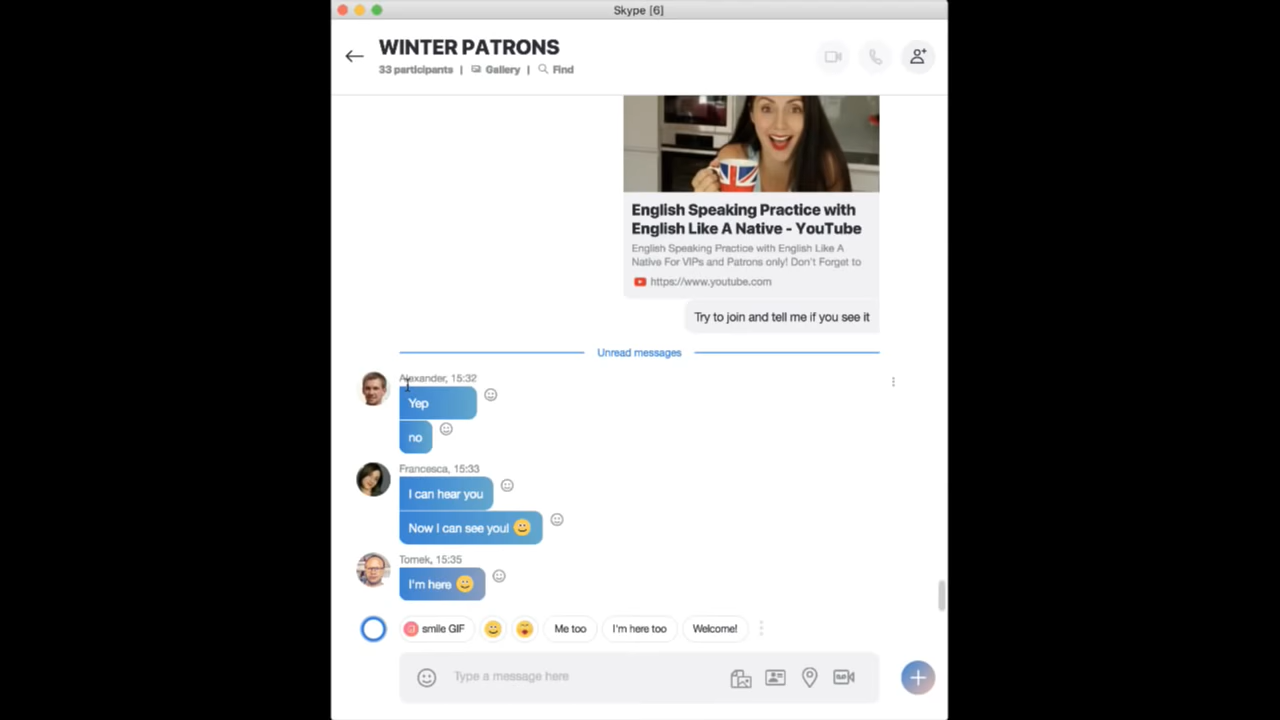 Skype [6]
WINTER PATRONS
33 participants | Gallery | Find
English Speaking Practice with
English Like A Native - YouTube
English Speaking Practice with English Like A
Native For VIPs and Patrons only! Don't Forget to
https://www.youtube.com
Try to join and tell me if you see it
Unread messages
Alexander, 15:32
Yep
no
Francesca, 15:33
I can hear you
Now I can see you!
Tomek, 15:35
I'm here
smile GIF Me too I'm here too Welcome!
Type a message here